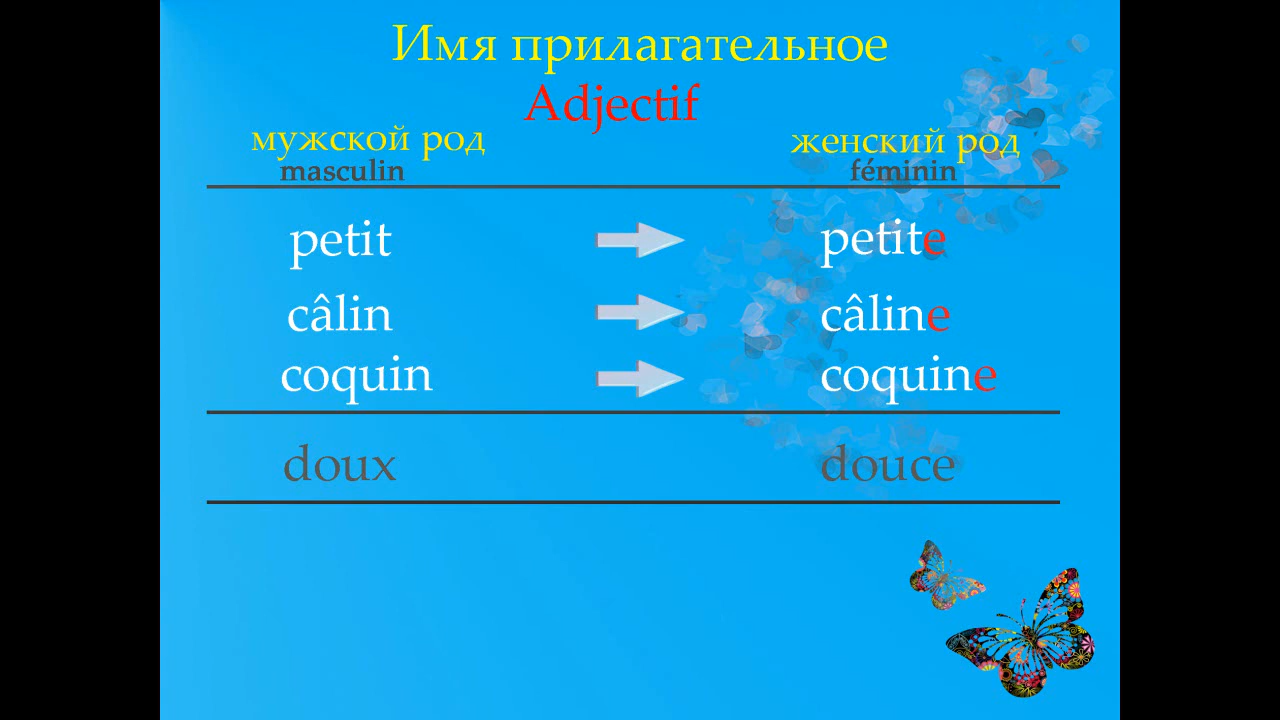 Имя прилагательное
Adjectif
мужской род женский род
masculin féminin
petit petite
câlin câline
coquin coquine
doux douce